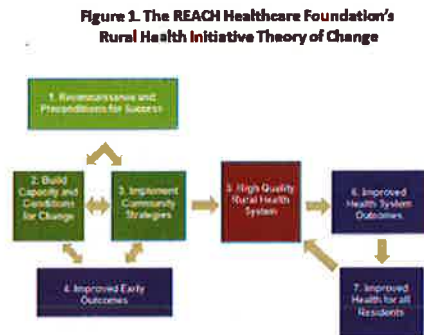 Figure 1. The REACH Healthcare Foundation's
Rural Health Initiative Theory of Change
1. Reconnaissance and
Preconditions for Success
2. Build
Capacity and
Conditions
for Change
3. Implement
Community
Strategies
4. Improved Early
Outcomes
5. High Quality
Rural Health
System
6. Improved
Health System
Outcomes
7. Improved
Health for all
Residents